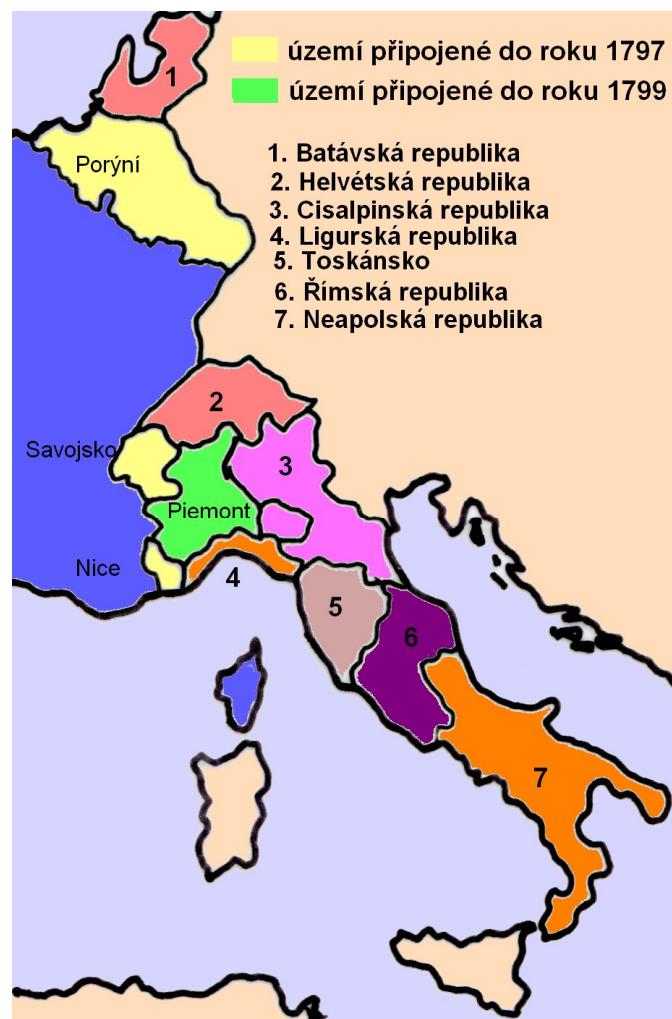 území připojené do roku 1797
území připojené do roku 1799
1. Batávská republika
2. Helvétská republika
3. Cisalpinská republika
4. Ligurská republika
5. Toskánsko
6. Římská republika
7. Neapolská republika
1
Porýní
2
Savojsko
3
Piemont
Nice
4
5
6
7